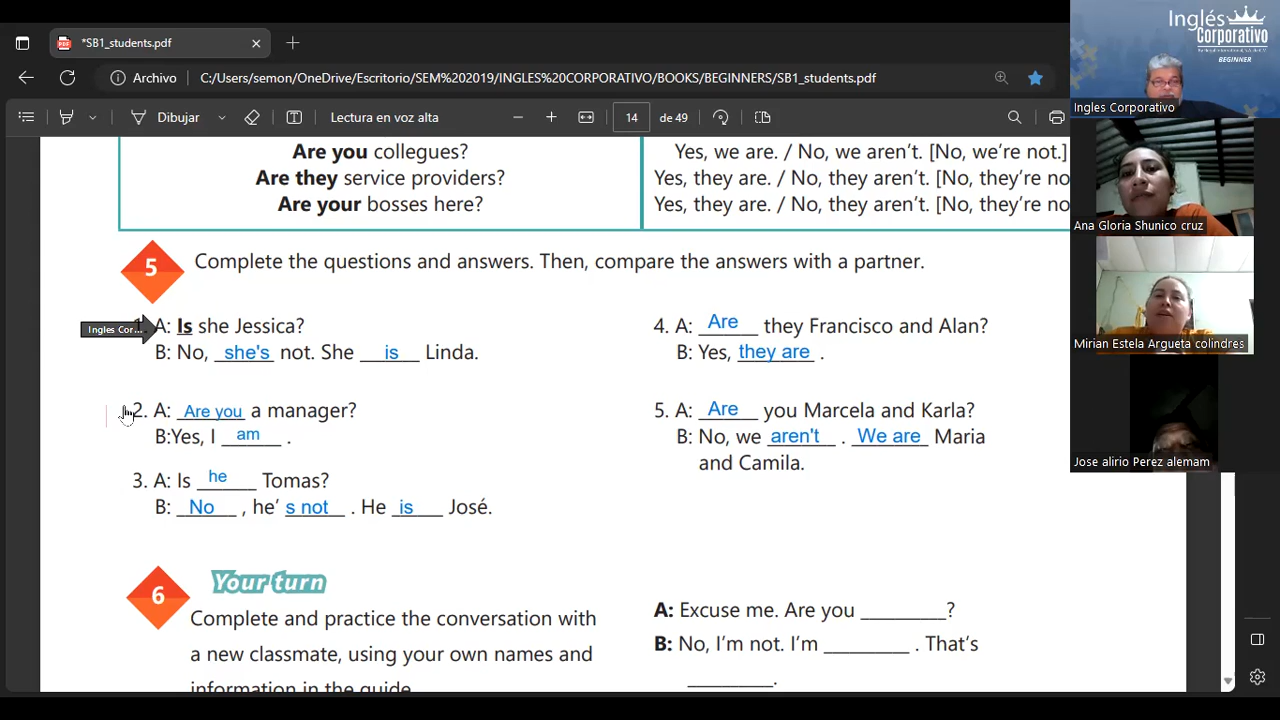 *SB1_students.pdf
Archivo
C:/Users/semon/OneDrive/Escritorio/SEM%202019/INGLES%20CORPORATIVO/BOOKS/BEGINNERS/SB1_students.pdf
Dibujar
Lectura en voz alta
14 de 49
Are you collegues?
Yes, we are. / No, we aren't. [No, we're not.]
Are they service providers?
Yes, they are. / No, they aren't. [No, they're no
Are your bosses here?
Yes, they are. / No, they aren't. [No, they're no
5 Complete the questions and answers. Then, compare the answers with a partner.
Ingles Cor...
A: Is she Jessica?
B: No, she's not. She is Linda.
2. A: Are you a manager?
B:Yes, I am .
3. A: Is he Tomas?
B: No , he' s not . He is José.
4. A: Are they Francisco and Alan?
B: Yes, they are .
5. A: Are you Marcela and Karla?
B: No, we aren't . We are Maria
and Camila.
6 Your turn
Complete and practice the conversation with
a new classmate, using your own names and
information in the guide.
A: Excuse me. Are you _________?
B: No, I'm not. I'm _________ . That's
_________.
Inglés
Corporativo
BEGINNER
Ingles Corporativo
Ana Gloria Shunico cruz
Mirian Estela Argueta colindres
Jose alirio Perez alemam